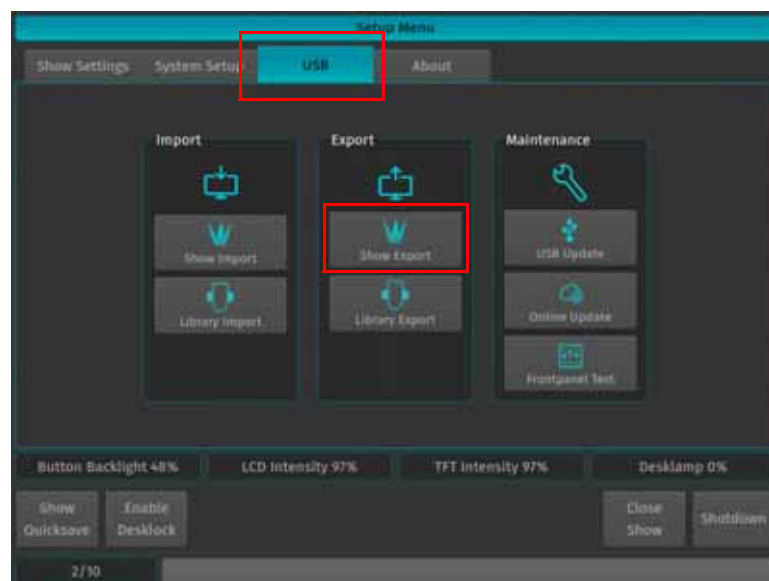 Setup Menu
Show Settings
System Setup
USB
About
Import
Export
Maintenance
Show Import
Show Export
USB Update
Library Import
Library Export
Online Update
Frontpanel Test
Button Backlight 48%
LCD Intensity 97%
TFT Intensity 97%
Desklamp 0%
Show
Quicksave
Enable
Desklock
Close
Show
Shutdown
2/30